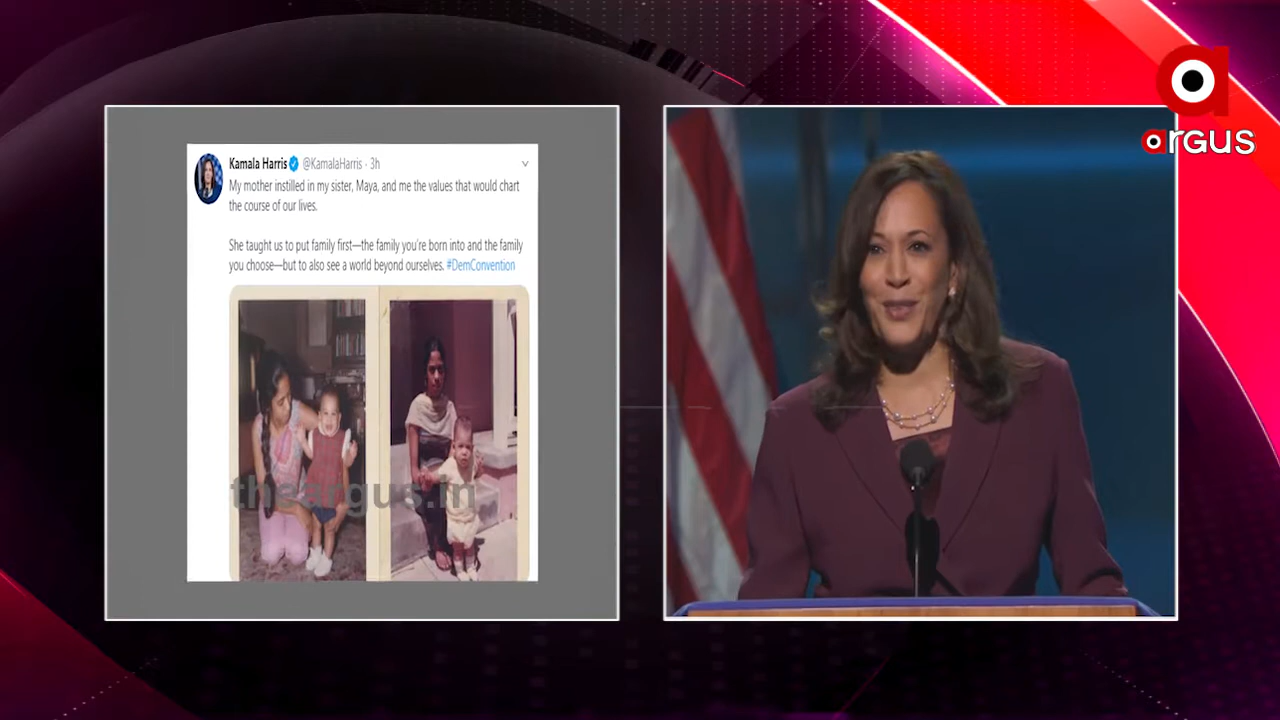 Kamala Harris @KamalaHarris · 3h
My mother instilled in my sister, Maya, and me the values that would chart
the course of our lives.
She taught us to put family first—the family you're born into and the family
you choose—but to also see a world beyond ourselves. #DemConvention
theargus.in
argus